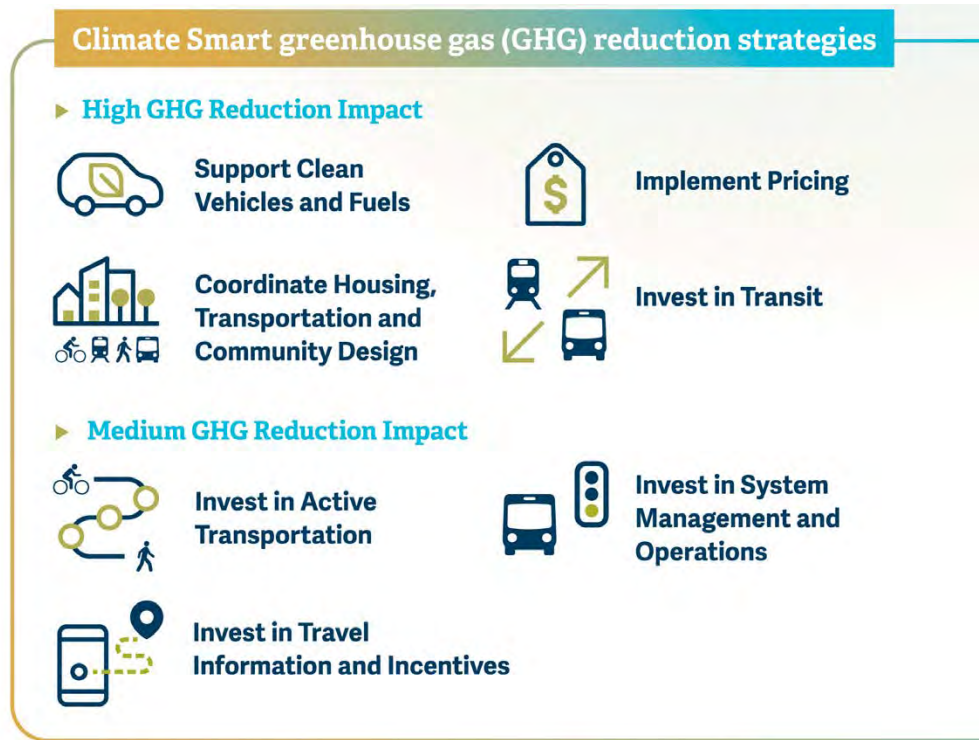 Climate Smart greenhouse gas (GHG) reduction strategies
High GHG Reduction Impact
Support Clean
Vehicles and Fuels
$
Implement Pricing
Coordinate Housing,
Transportation and
Community Design
Invest in Transit
Medium GHG Reduction Impact
Invest in Active
Transportation
Invest in System
Management and
Operations
Invest in Travel
Information and Incentives